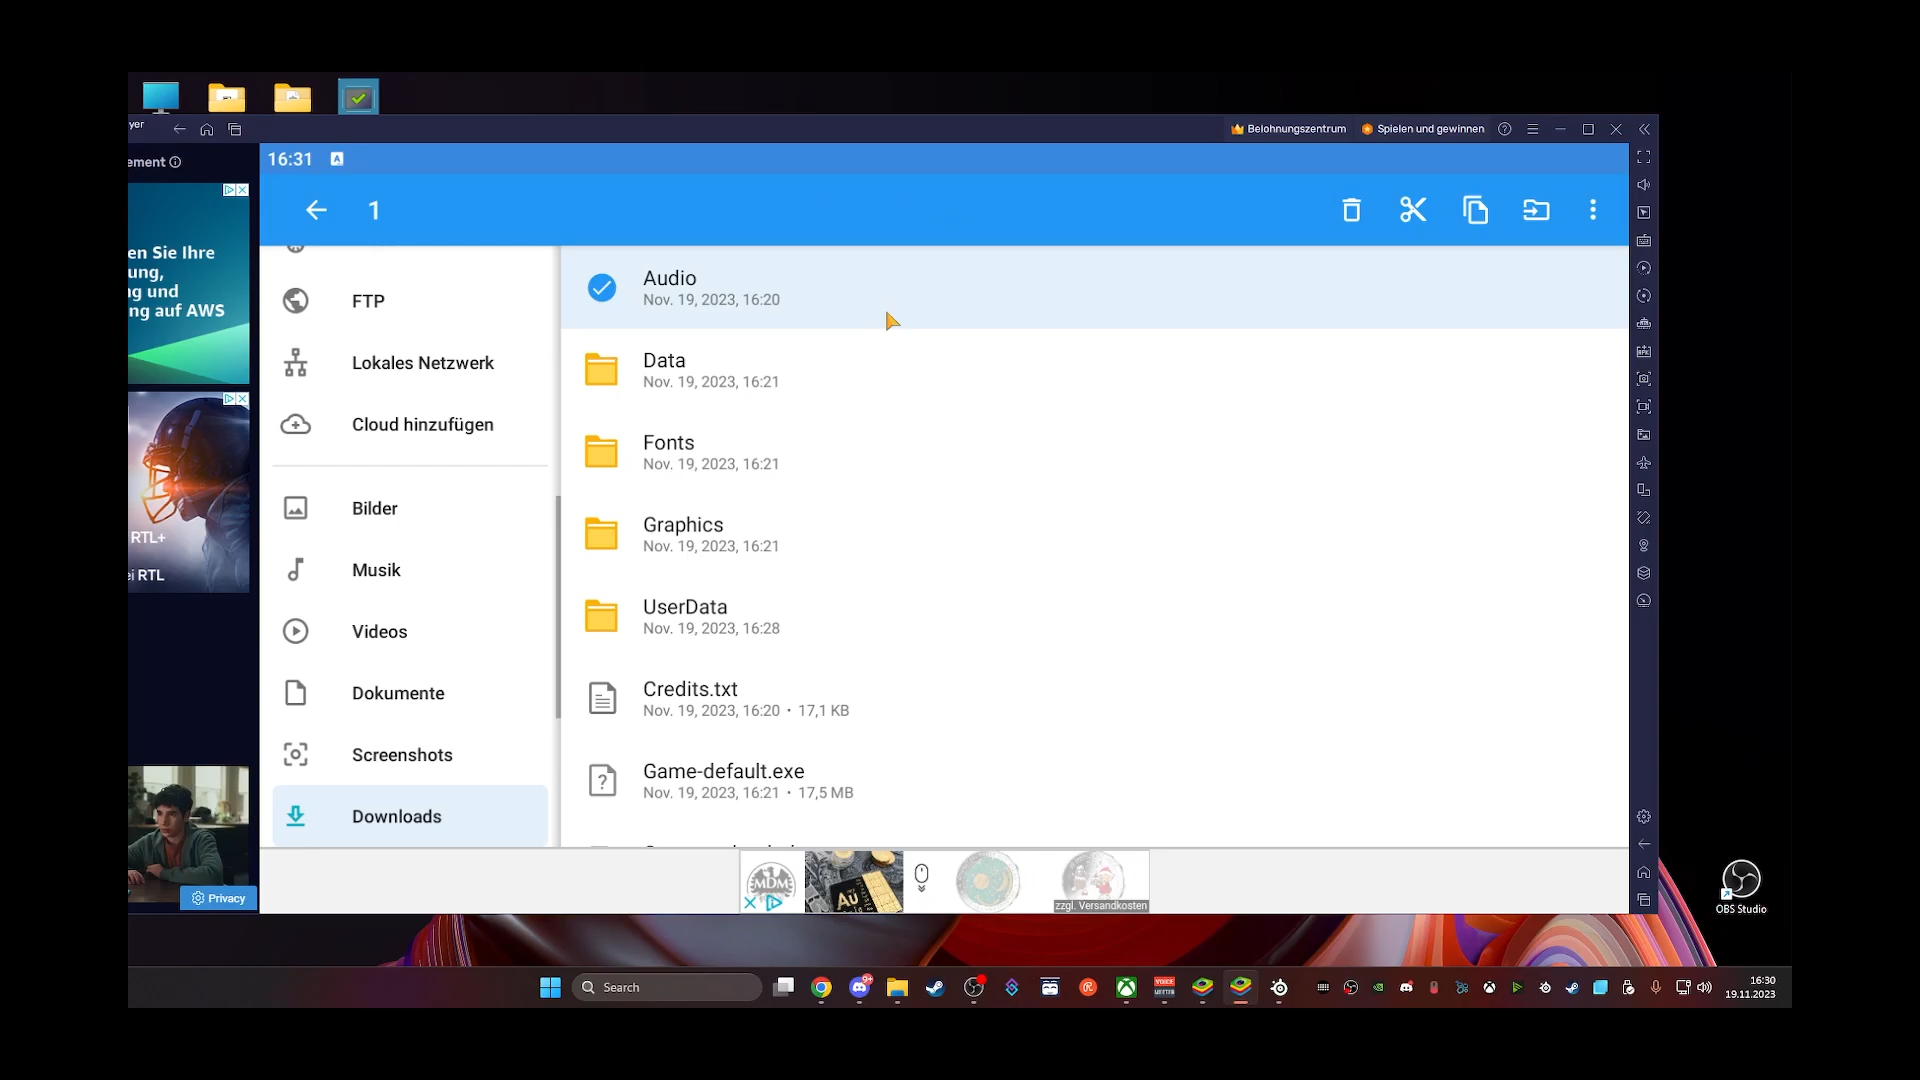 yer
Belohnungszentrum
Spielen und gewinnen
ement
16:31
1
en Sie Ihre
ung,
g und
ng auf AWS
RTL+
ei RTL
Privacy
FTP
Lokales Netzwerk
Cloud hinzufügen
Bilder
Musik
Videos
Dokumente
Screenshots
Downloads
Audio
Nov. 19, 2023, 16:20
Data
Nov. 19, 2023, 16:21
Fonts
Nov. 19, 2023, 16:21
Graphics
Nov. 19, 2023, 16:21
UserData
Nov. 19, 2023, 16:28
Credits.txt
Nov. 19, 2023, 16:20 • 17,1 KB
Game-default.exe
Nov. 19, 2023, 16:21 • 17,5 MB
MDM
Au
zzgl. Versandkosten
OBS Studio
Search
9+
VOICE
16:30
19.11.2023